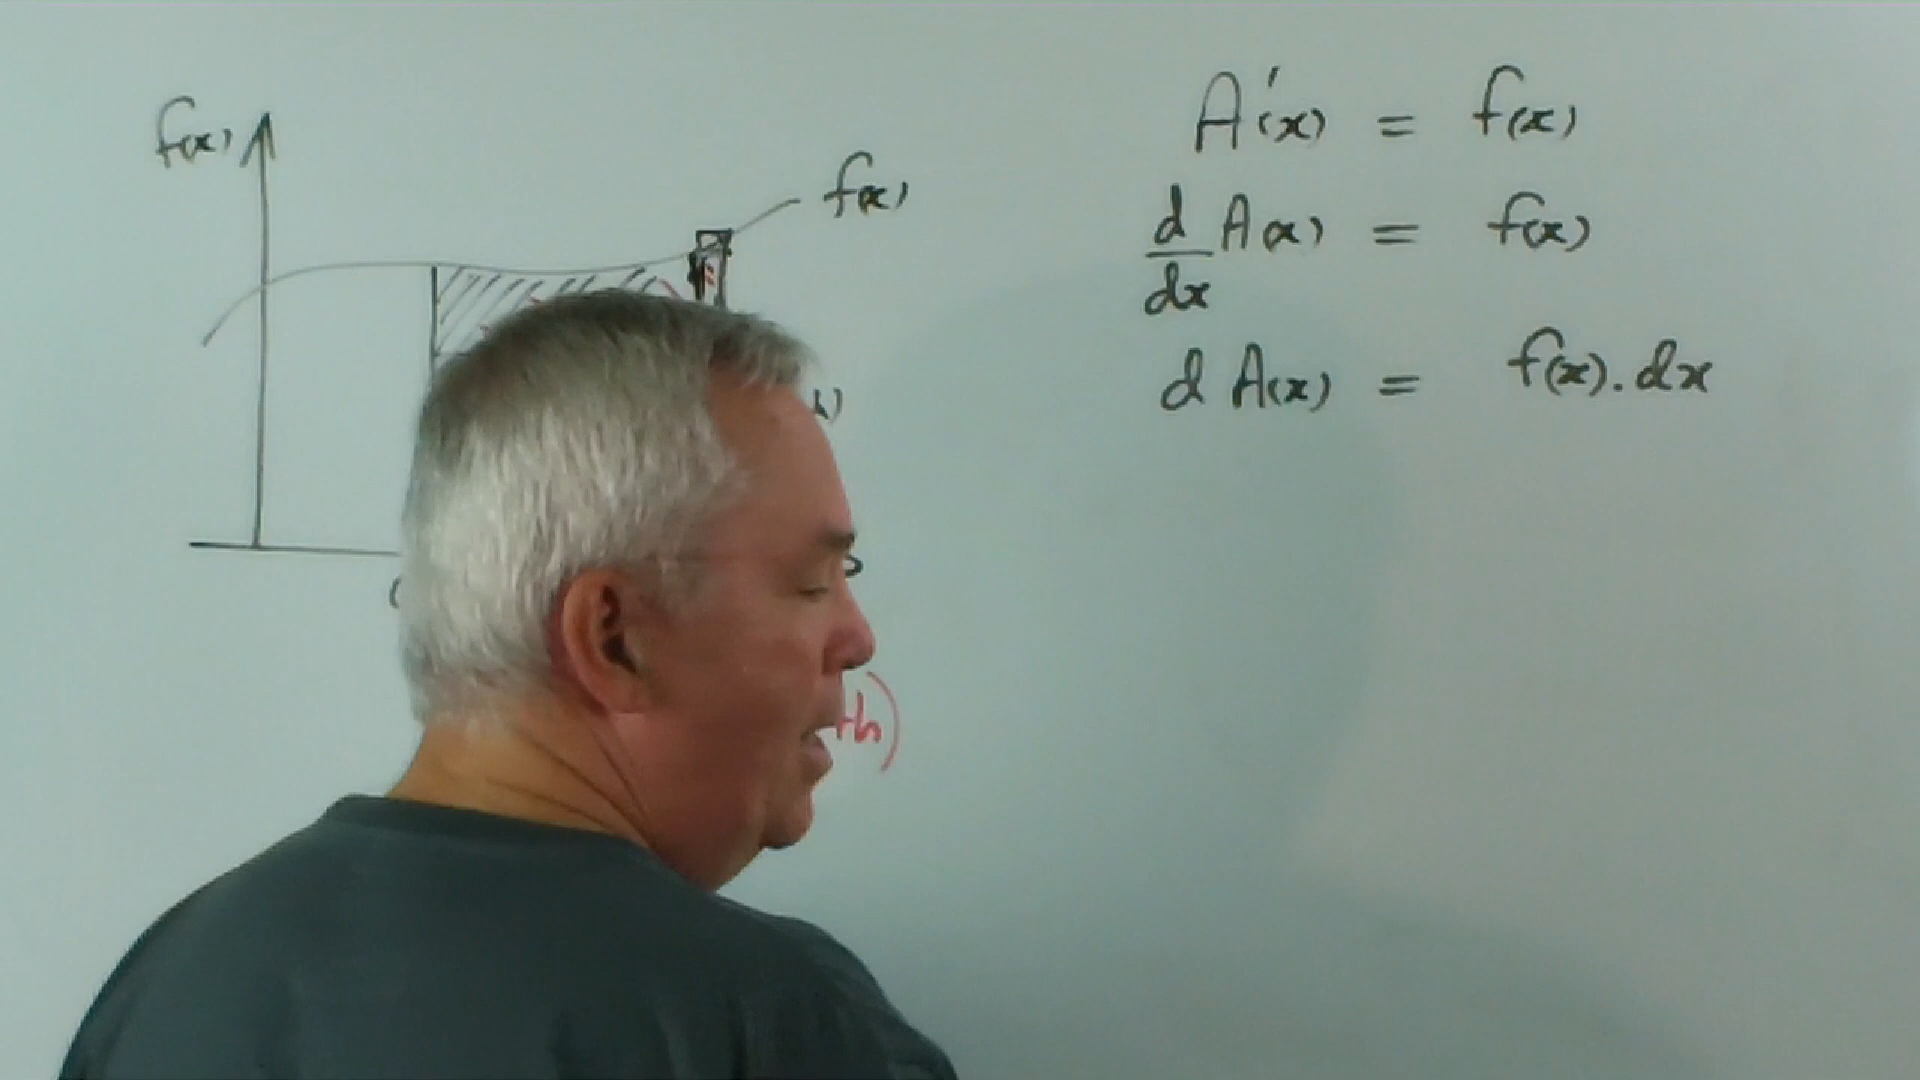 f(x)
f(x)
h)
+h)
A'(x) = f(x)
d/dx A(x) = f(x)
d A(x) = f(x). dx